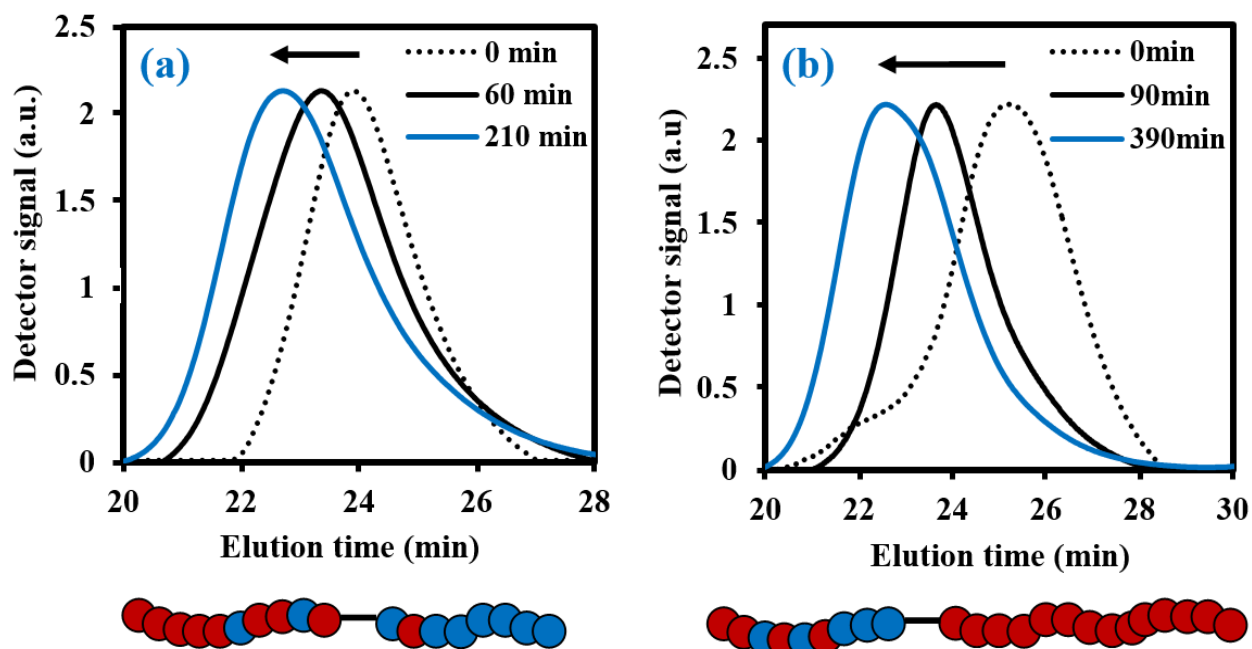 (a)
0 min
60 min
210 min
Detector signal (a.u.)
2.5
2
1.5
1
0.5
0
20 22 24 26 28
Elution time (min)
(b)
0min
90min
390min
Detector signal (a.u)
2.5
2
1.5
1
0.5
0
20 22 24 26 28 30
Elution time (min)